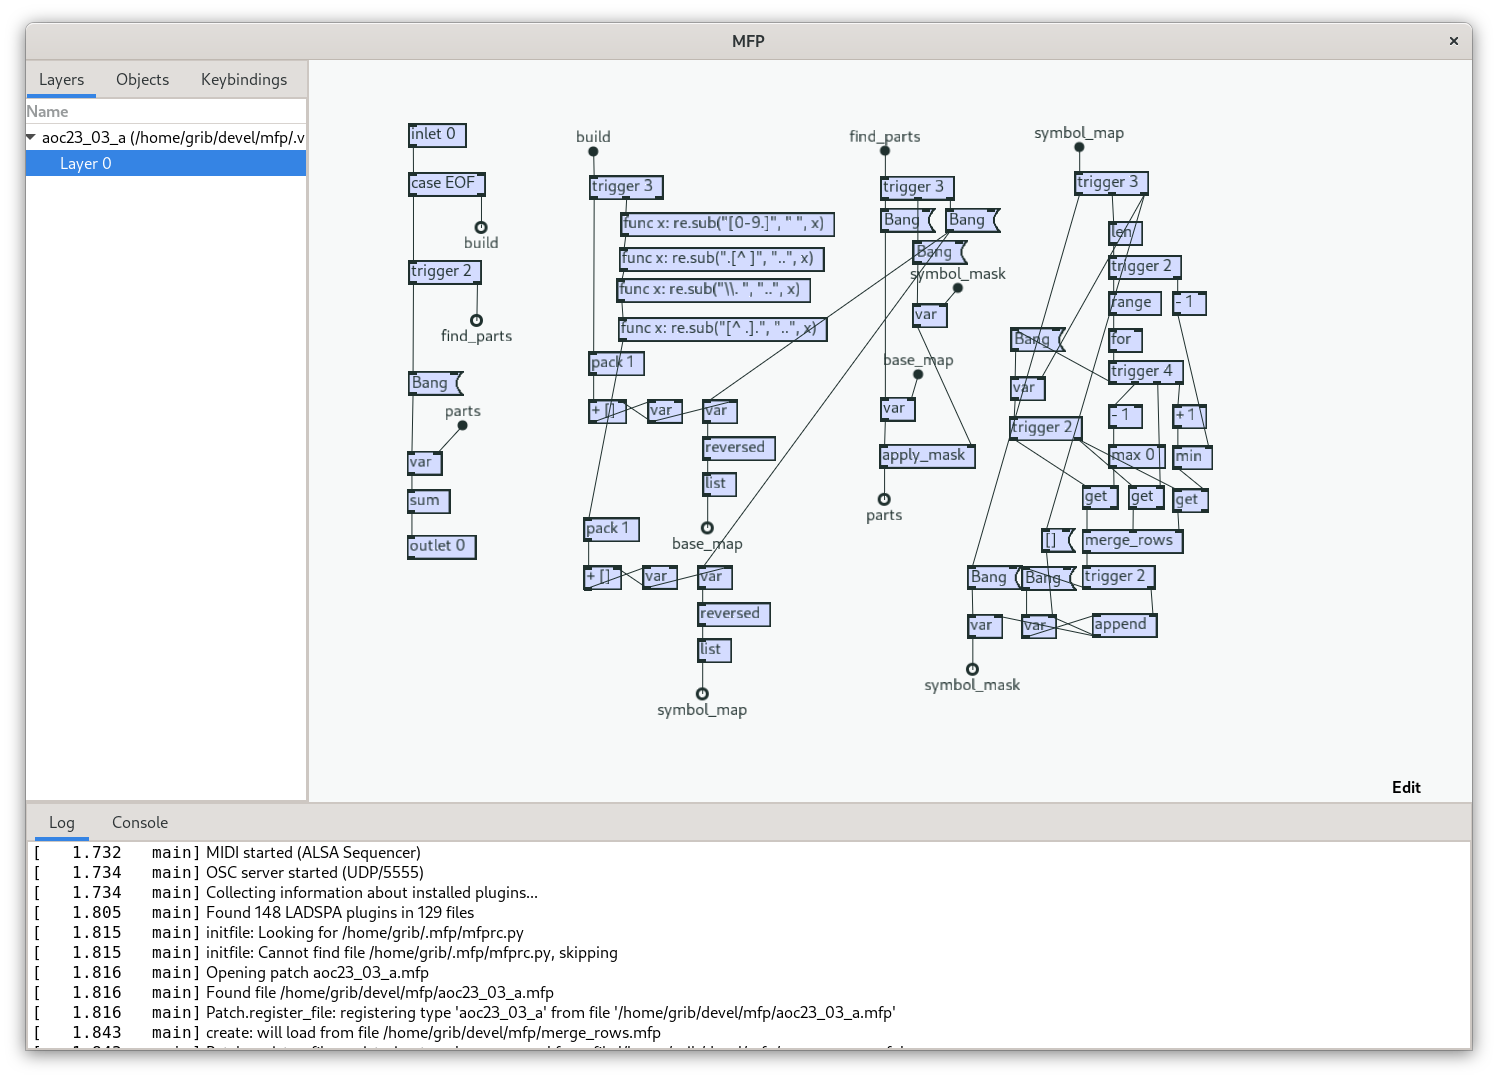 MFP
×
Layers Objects Keybindings
Name
aoc23_03_a (/home/grib/devel/mfp/.v
Layer 0
inlet 0
case EOF
build
trigger 2
find_parts
Bang
parts
var
sum
outlet 0
build
trigger 3
func x: re.sub("[0-9.]", " ", x)
func x: re.sub(".[^ ]", "..", x)
func x: re.sub("\\. ", "..", x)
func x: re.sub("[^ .].", "..", x)
pack 1
+ [] var var
reversed
list
base_map
pack 1
+ [] var var
reversed
list
symbol_map
find_parts
trigger 3
Bang Bang
Bang
symbol_mask
var
base_map
var
apply_mask
parts
symbol_map
trigger 3
len
trigger 2
range - 1
Bang for
trigger 4
var
- 1 + 1
trigger 2
max 0 min
get get get
[] merge_rows
Bang Bang trigger 2
var var append
symbol_mask
Edit
Log Console
[ 1.732 main] MIDI started (ALSA Sequencer)
[ 1.734 main] OSC server started (UDP/5555)
[ 1.734 main] Collecting information about installed plugins...
[ 1.805 main] Found 148 LADSPA plugins in 129 files
[ 1.815 main] initfile: Looking for /home/grib/.mfp/mfprc.py
[ 1.815 main] initfile: Cannot find file /home/grib/.mfp/mfprc.py, skipping
[ 1.816 main] Opening patch aoc23_03_a.mfp
[ 1.816 main] Found file /home/grib/devel/mfp/aoc23_03_a.mfp
[ 1.816 main] Patch.register_file: registering type 'aoc23_03_a' from file '/home/grib/devel/mfp/aoc23_03_a.mfp'
[ 1.843 main] create: will load from file /home/grib/devel/mfp/merge_rows.mfp